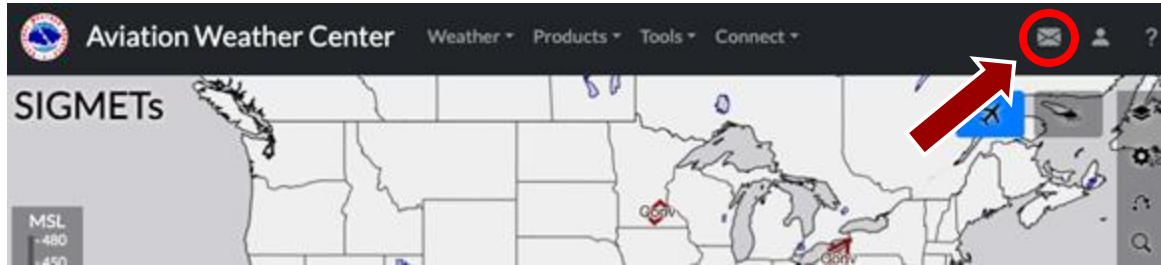 Aviation Weather Center Weather Products Tools Connect ?
SIGMETs
Conv
MSL
-480
Conv
-450